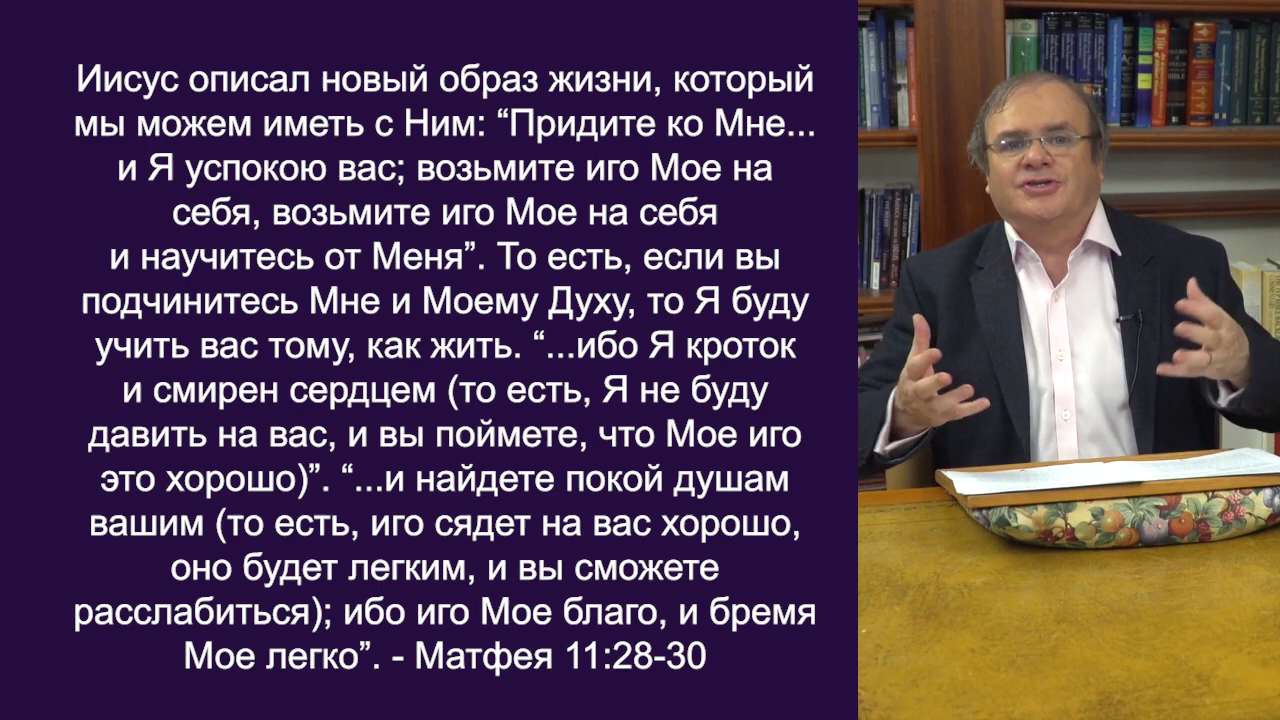 Иисус описал новый образ жизни, который
мы можем иметь с Ним: “Придите ко Мне...
и Я успокою вас; возьмите иго Мое на
себя, возьмите иго Мое на себя
и научитесь от Меня”. То есть, если вы
подчинитесь Мне и Моему Духу, то Я буду
учить вас тому, как жить. “...ибо Я кроток
и смирен сердцем (то есть, Я не буду
давить на вас, и вы поймете, что Мое иго
это хорошо)”. “...и найдете покой душам
вашим (то есть, иго сядет на вас хорошо,
оно будет легким, и вы сможете
расслабиться); ибо иго Мое благо, и бремя
Мое легко”. - Матфея 11:28-30